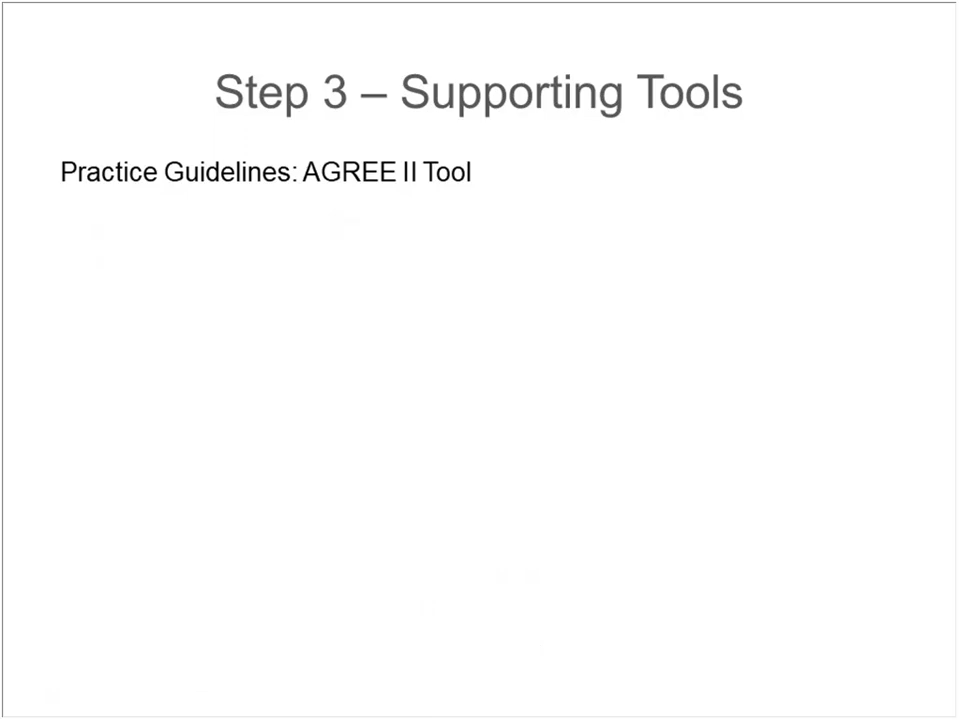 Step 3 – Supporting Tools
Practice Guidelines: AGREE II Tool